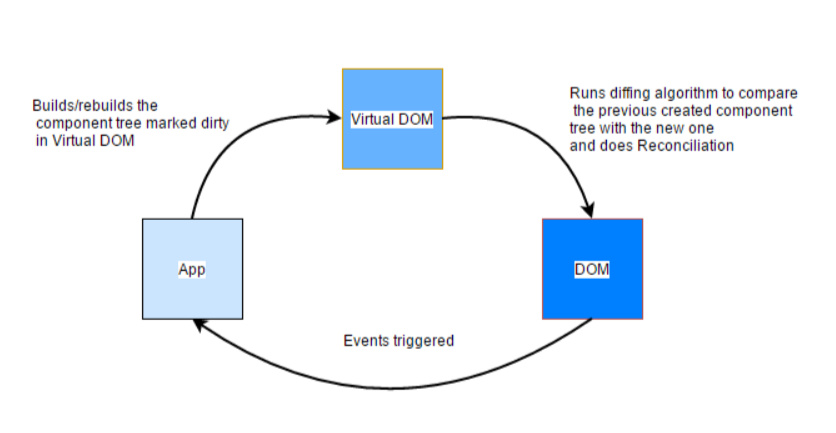 Virtual DOM
Builds/rebuilds the
component tree marked dirty
in Virtual DOM
Runs diffing algorithm to compare
the previous created component
tree with the new one
and does Reconciliation
App
DOM
Events triggered